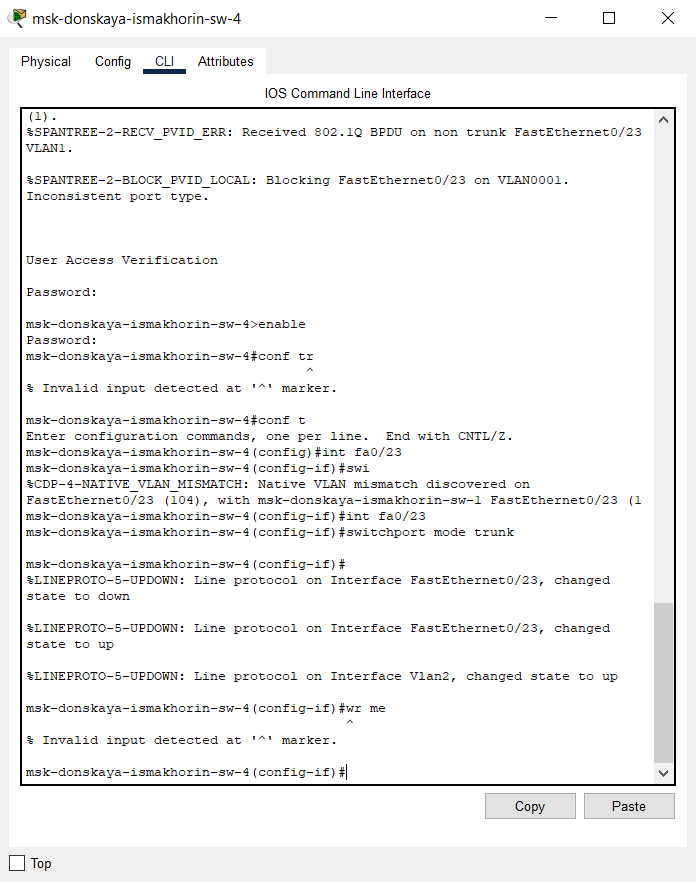 msk-donskaya-ismakhorin-sw-4
Physical Config CLI Attributes
IOS Command Line Interface
(1).
%SPANTREE-2-RECV_PVID_ERR: Received 802.1Q BPDU on non trunk FastEthernet0/23
VLAN1.
%SPANTREE-2-BLOCK_PVID_LOCAL: Blocking FastEthernet0/23 on VLAN0001.
Inconsistent port type.
User Access Verification
Password:
msk-donskaya-ismakhorin-sw-4>enable
Password:
msk-donskaya-ismakhorin-sw-4#conf tr
^
% Invalid input detected at '^' marker.
msk-donskaya-ismakhorin-sw-4#conf t
Enter configuration commands, one per line.  End with CNTL/Z.
msk-donskaya-ismakhorin-sw-4(config)#int fa0/23
msk-donskaya-ismakhorin-sw-4(config-if)#swi
%CDP-4-NATIVE_VLAN_MISMATCH: Native VLAN mismatch discovered on
FastEthernet0/23 (104), with msk-donskaya-ismakhorin-sw-1 FastEthernet0/23 (1
msk-donskaya-ismakhorin-sw-4(config-if)#int fa0/23
msk-donskaya-ismakhorin-sw-4(config-if)#switchport mode trunk
msk-donskaya-ismakhorin-sw-4(config-if)#
%LINEPROTO-5-UPDOWN: Line protocol on Interface FastEthernet0/23, changed
state to down
%LINEPROTO-5-UPDOWN: Line protocol on Interface FastEthernet0/23, changed
state to up
%LINEPROTO-5-UPDOWN: Line protocol on Interface Vlan2, changed state to up
msk-donskaya-ismakhorin-sw-4(config-if)#wr me
^
% Invalid input detected at '^' marker.
msk-donskaya-ismakhorin-sw-4(config-if)#
Copy Paste
Top